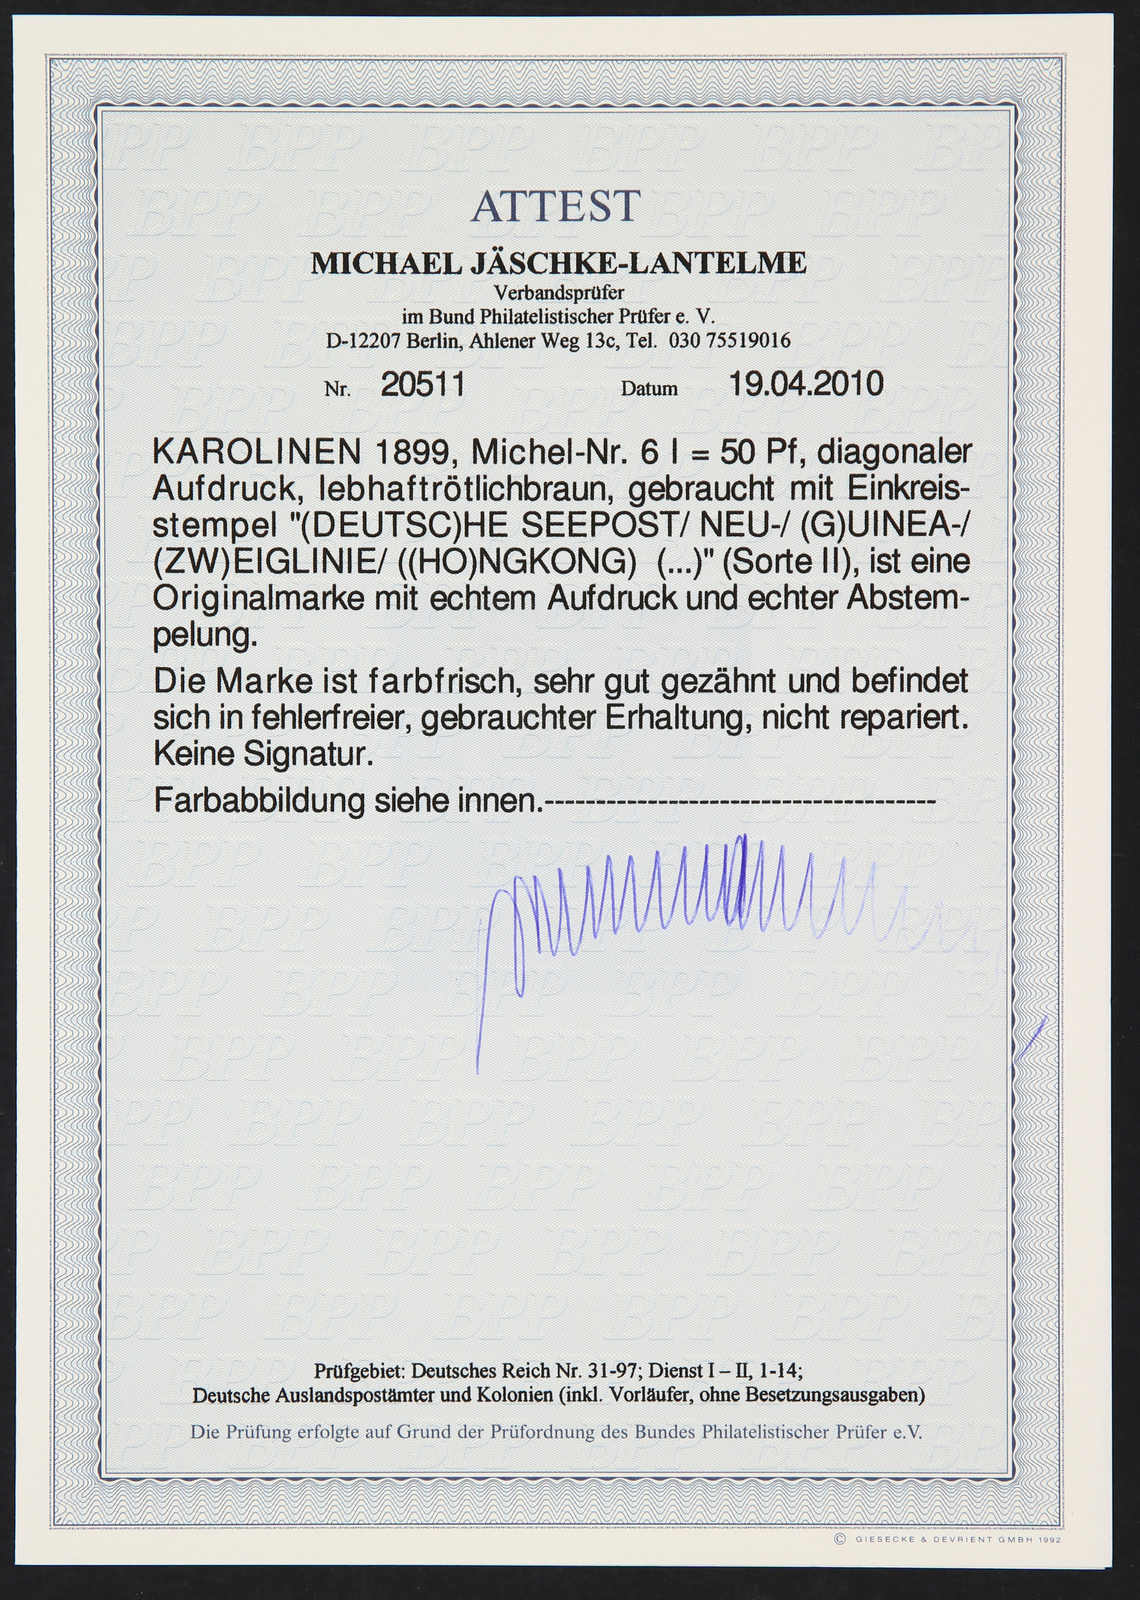 ATTEST
MICHAEL JÄSCHKE-LANTELME
Verbandsprüfer
im Bund Philatelistischer Prüfer e. V.
D-12207 Berlin, Ahlener Weg 13c, Tel. 030 75519016
Nr. 20511 Datum 19.04.2010
KAROLINEN 1899, Michel-Nr. 6 I = 50 Pf, diagonaler
Aufdruck, lebhaftrötlichbraun, gebraucht mit Einkreis-
stempel "(DEUTSC)HE SEEPOST/ NEU-/ (G)UINEA-/
(ZW)EIGLINIE/ ((HO)NGKONG) (...)" (Sorte II), ist eine
Originalmarke mit echtem Aufdruck und echter Abstem-
pelung.
Die Marke ist farbfrisch, sehr gut gezähnt und befindet
sich in fehlerfreier, gebrauchter Erhaltung, nicht repariert.
Keine Signatur.
Farbabbildung siehe innen.--------------------------------------
Prüfgebiet: Deutsches Reich Nr. 31-97; Dienst I – II, 1-14;
Deutsche Auslandspostämter und Kolonien (inkl. Vorläufer, ohne Besetzungsausgaben)
Die Prüfung erfolgte auf Grund der Prüfordnung des Bundes Philatelistischer Prüfer e.V.
© GIESECKE & DEVRIENT GMBH 1992